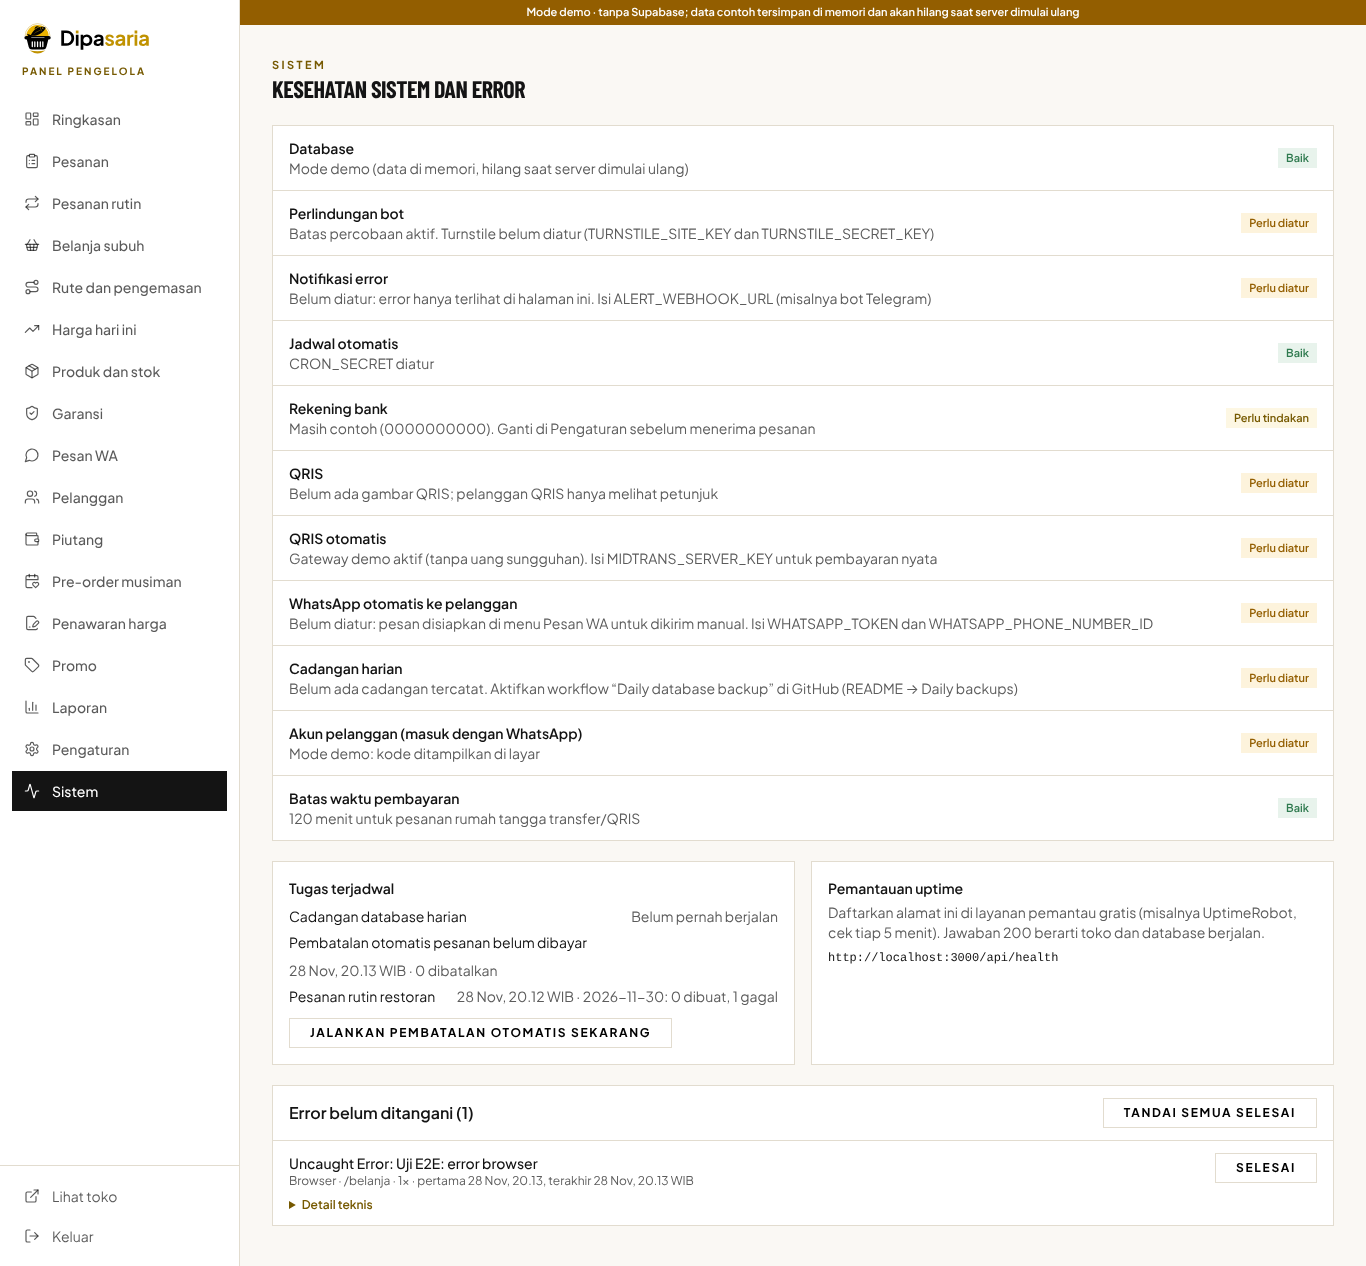 Mode demo · tanpa Supabase; data contoh tersimpan di memori dan akan hilang saat server dimulai ulang
Dipasaria
PANEL PENGELOLA
Ringkasan
Pesanan
Pesanan rutin
Belanja subuh
Rute dan pengemasan
Harga hari ini
Produk dan stok
Garansi
Pesan WA
Pelanggan
Piutang
Pre-order musiman
Penawaran harga
Promo
Laporan
Pengaturan
Sistem
Lihat toko
Keluar
SISTEM
KESEHATAN SISTEM DAN ERROR
Database
Mode demo (data di memori, hilang saat server dimulai ulang)
Baik
Perlindungan bot
Batas percobaan aktif. Turnstile belum diatur (TURNSTILE_SITE_KEY dan TURNSTILE_SECRET_KEY)
Perlu diatur
Notifikasi error
Belum diatur: error hanya terlihat di halaman ini. Isi ALERT_WEBHOOK_URL (misalnya bot Telegram)
Perlu diatur
Jadwal otomatis
CRON_SECRET diatur
Baik
Rekening bank
Masih contoh (0000000000). Ganti di Pengaturan sebelum menerima pesanan
Perlu tindakan
QRIS
Belum ada gambar QRIS; pelanggan QRIS hanya melihat petunjuk
Perlu diatur
QRIS otomatis
Gateway demo aktif (tanpa uang sungguhan). Isi MIDTRANS_SERVER_KEY untuk pembayaran nyata
Perlu diatur
WhatsApp otomatis ke pelanggan
Belum diatur: pesan disiapkan di menu Pesan WA untuk dikirim manual. Isi WHATSAPP_TOKEN dan WHATSAPP_PHONE_NUMBER_ID
Perlu diatur
Cadangan harian
Belum ada cadangan tercatat. Aktifkan workflow “Daily database backup” di GitHub (README → Daily backups)
Perlu diatur
Akun pelanggan (masuk dengan WhatsApp)
Mode demo: kode ditampilkan di layar
Perlu diatur
Batas waktu pembayaran
120 menit untuk pesanan rumah tangga transfer/QRIS
Baik
Tugas terjadwal
Cadangan database harian Belum pernah berjalan
Pembatalan otomatis pesanan belum dibayar
28 Nov, 20.13 WIB · 0 dibatalkan
Pesanan rutin restoran 28 Nov, 20.12 WIB · 2026-11-30: 0 dibuat, 1 gagal
JALANKAN PEMBATALAN OTOMATIS SEKARANG
Pemantauan uptime
Daftarkan alamat ini di layanan pemantau gratis (misalnya UptimeRobot,
cek tiap 5 menit). Jawaban 200 berarti toko dan database berjalan.
http://localhost:3000/api/health
Error belum ditangani (1)
TANDAI SEMUA SELESAI
Uncaught Error: Uji E2E: error browser
Browser · /belanja · 1× · pertama 28 Nov, 20.13, terakhir 28 Nov, 20.13 WIB
Detail teknis
SELESAI